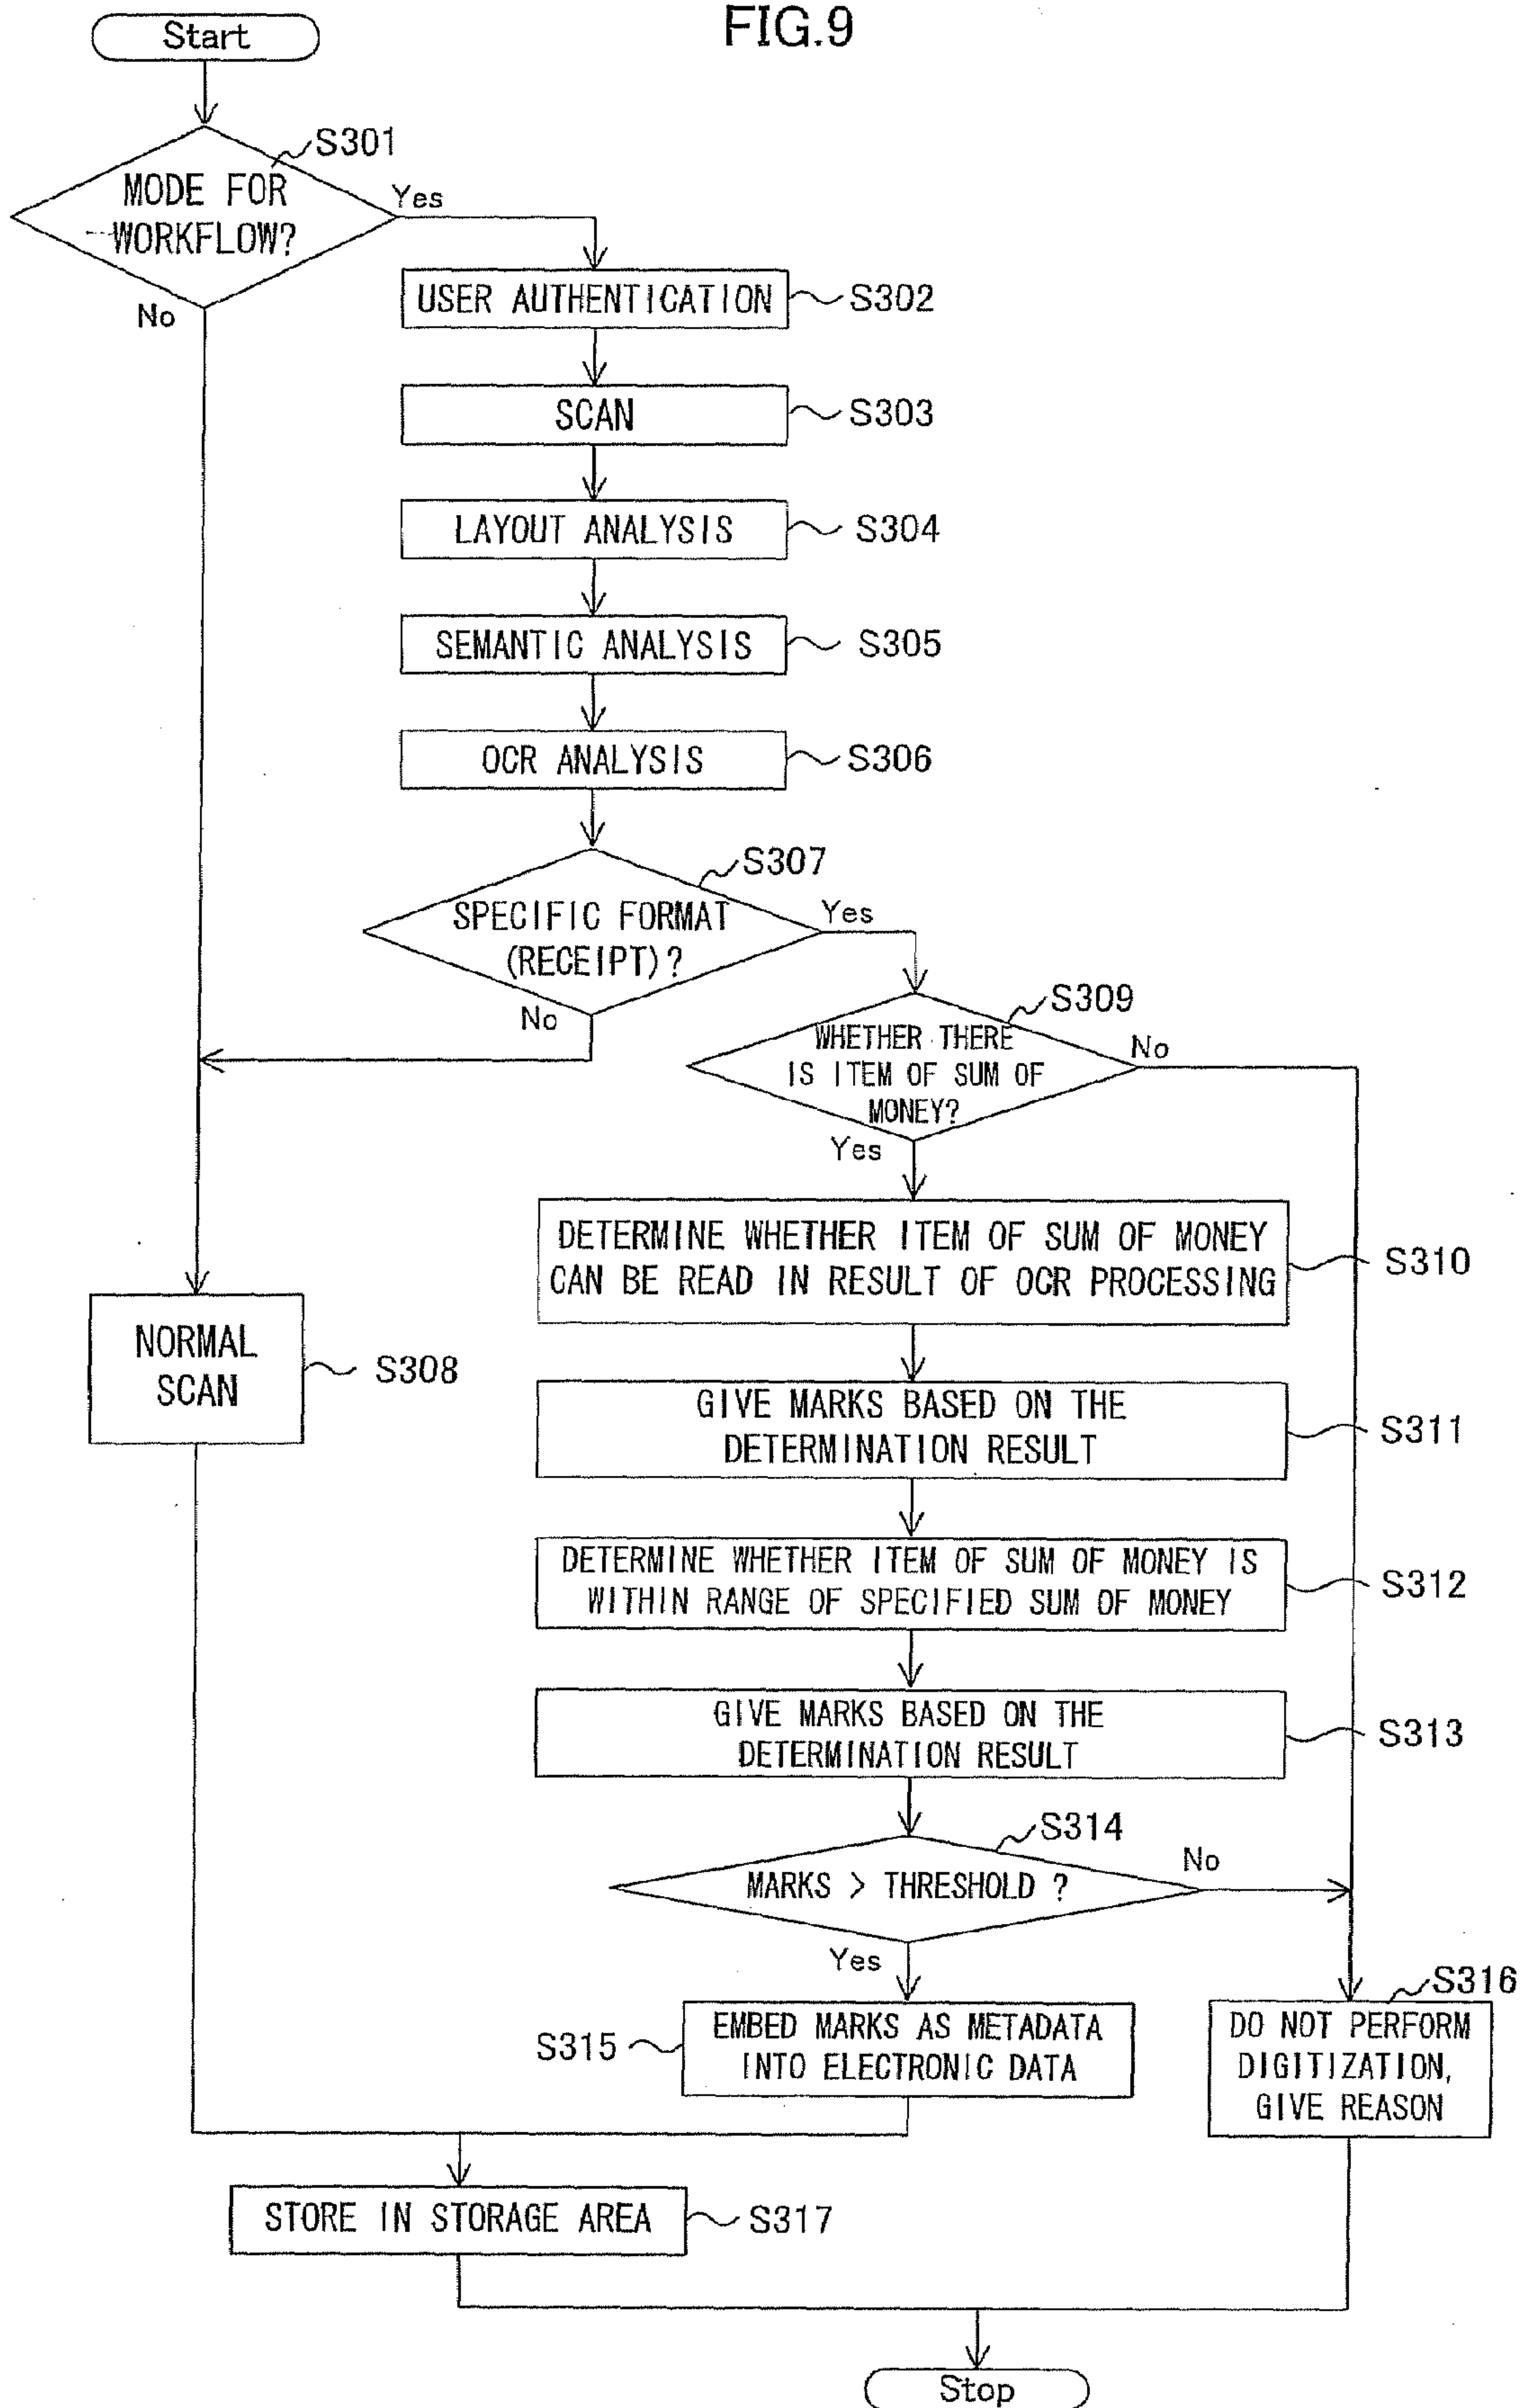 FIG.9
Start
S301
MODE FOR
WORKFLOW?
Yes
No
USER AUTHENTICATION
S302
SCAN
S303
LAYOUT ANALYSIS
S304
SEMANTIC ANALYSIS
S305
OCR ANALYSIS
S306
S307
SPECIFIC FORMAT
(RECEIPT)?
Yes
No
S309
WHETHER THERE
IS ITEM OF SUM OF
MONEY?
No
Yes
DETERMINE WHETHER ITEM OF SUM OF MONEY
CAN BE READ IN RESULT OF OCR PROCESSING
S310
NORMAL
SCAN
S308
GIVE MARKS BASED ON THE
DETERMINATION RESULT
S311
DETERMINE WHETHER ITEM OF SUM OF MONEY IS
WITHIN RANGE OF SPECIFIED SUM OF MONEY
S312
GIVE MARKS BASED ON THE
DETERMINATION RESULT
S313
S314
MARKS > THRESHOLD ?
No
Yes
S315
EMBED MARKS AS METADATA
INTO ELECTRONIC DATA
S316
DO NOT PERFORM
DIGITIZATION,
GIVE REASON
STORE IN STORAGE AREA
S317
Stop